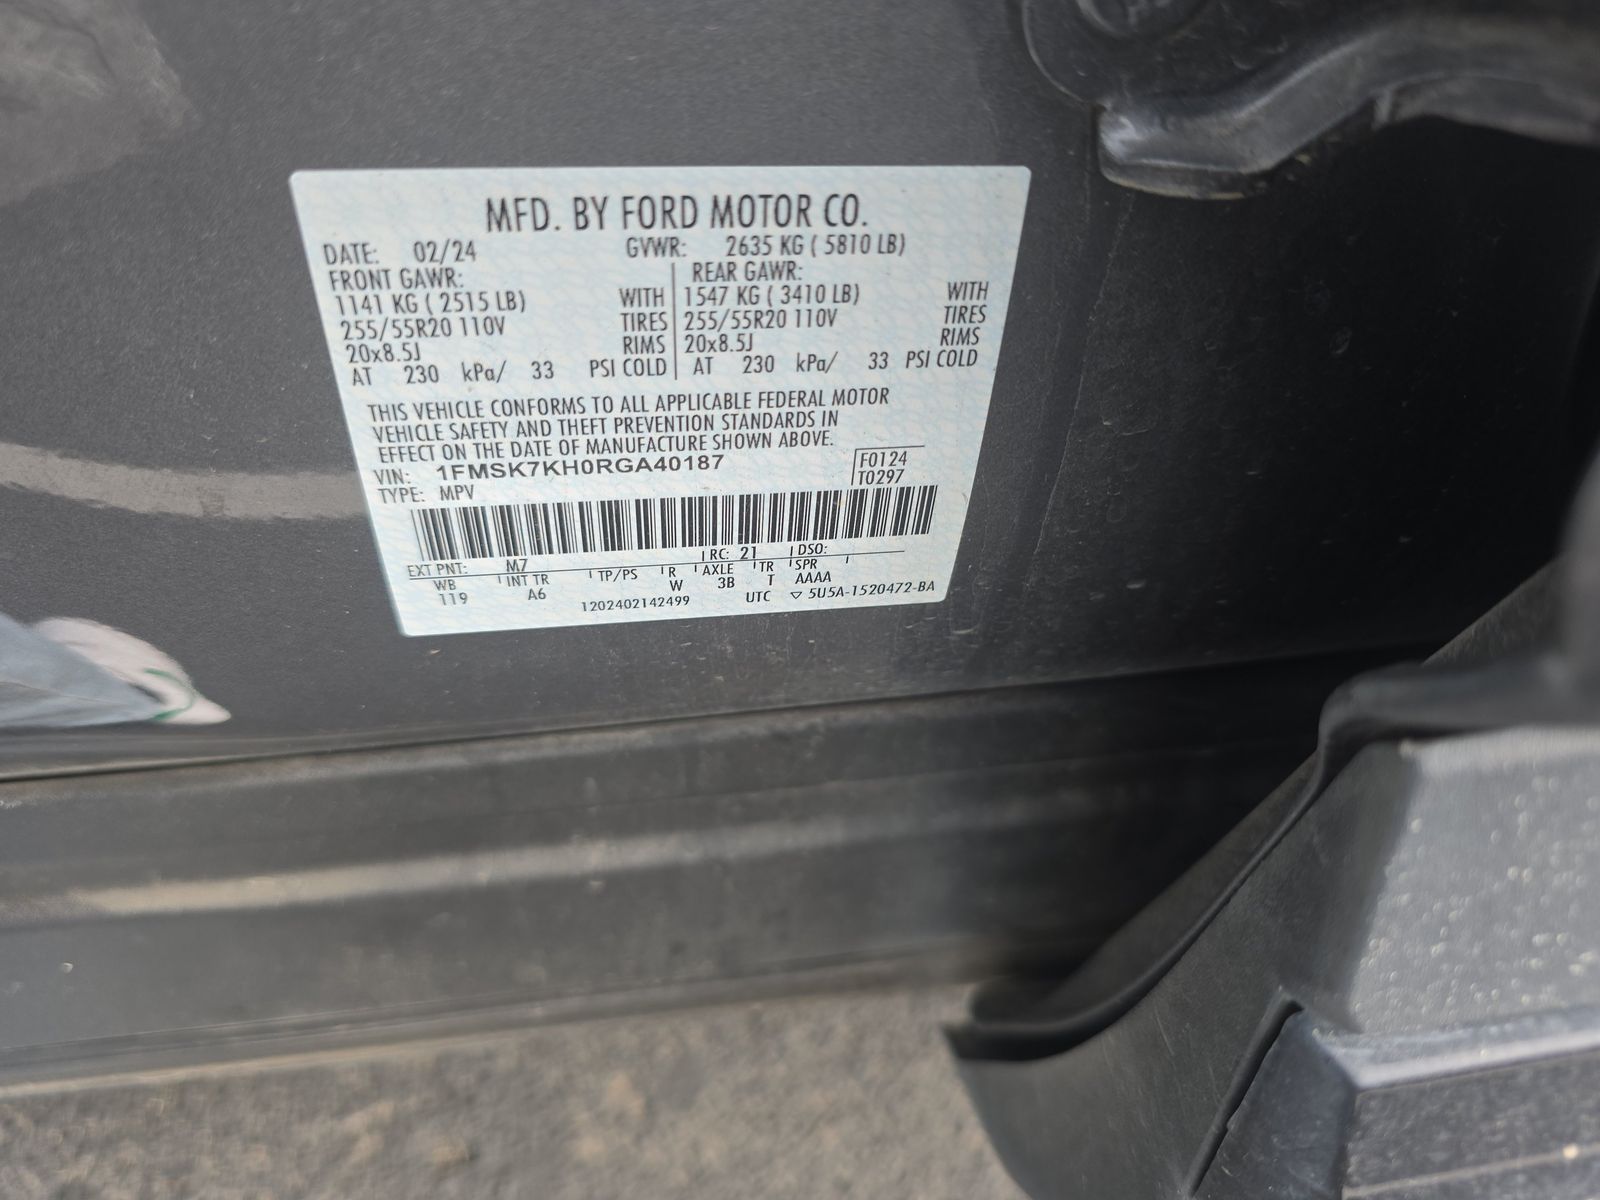 MFD. BY FORD MOTOR CO.
DATE: 02/24 GVWR: 2635 KG ( 5810 LB)
FRONT GAWR: REAR GAWR:
1141 KG ( 2515 LB) WITH 1547 KG ( 3410 LB) WITH
255/55R20 110V TIRES 255/55R20 110V TIRES
20x8.5J RIMS 20x8.5J RIMS
AT 230 kPa/ 33 PSI COLD AT 230 kPa/ 33 PSI COLD
THIS VEHICLE CONFORMS TO ALL APPLICABLE FEDERAL MOTOR
VEHICLE SAFETY AND THEFT PREVENTION STANDARDS IN
EFFECT ON THE DATE OF MANUFACTURE SHOWN ABOVE.
VIN: 1FMSK7KH0RGA40187 F0124
TYPE: MPV T0297
EXT PNT: M7 RC: 21 DSO:
WB INT TR TP/PS R AXLE TR SPR
119 A6 W 3B T AAAA
1202402142499 UTC ▽ 5U5A-1520472-BA